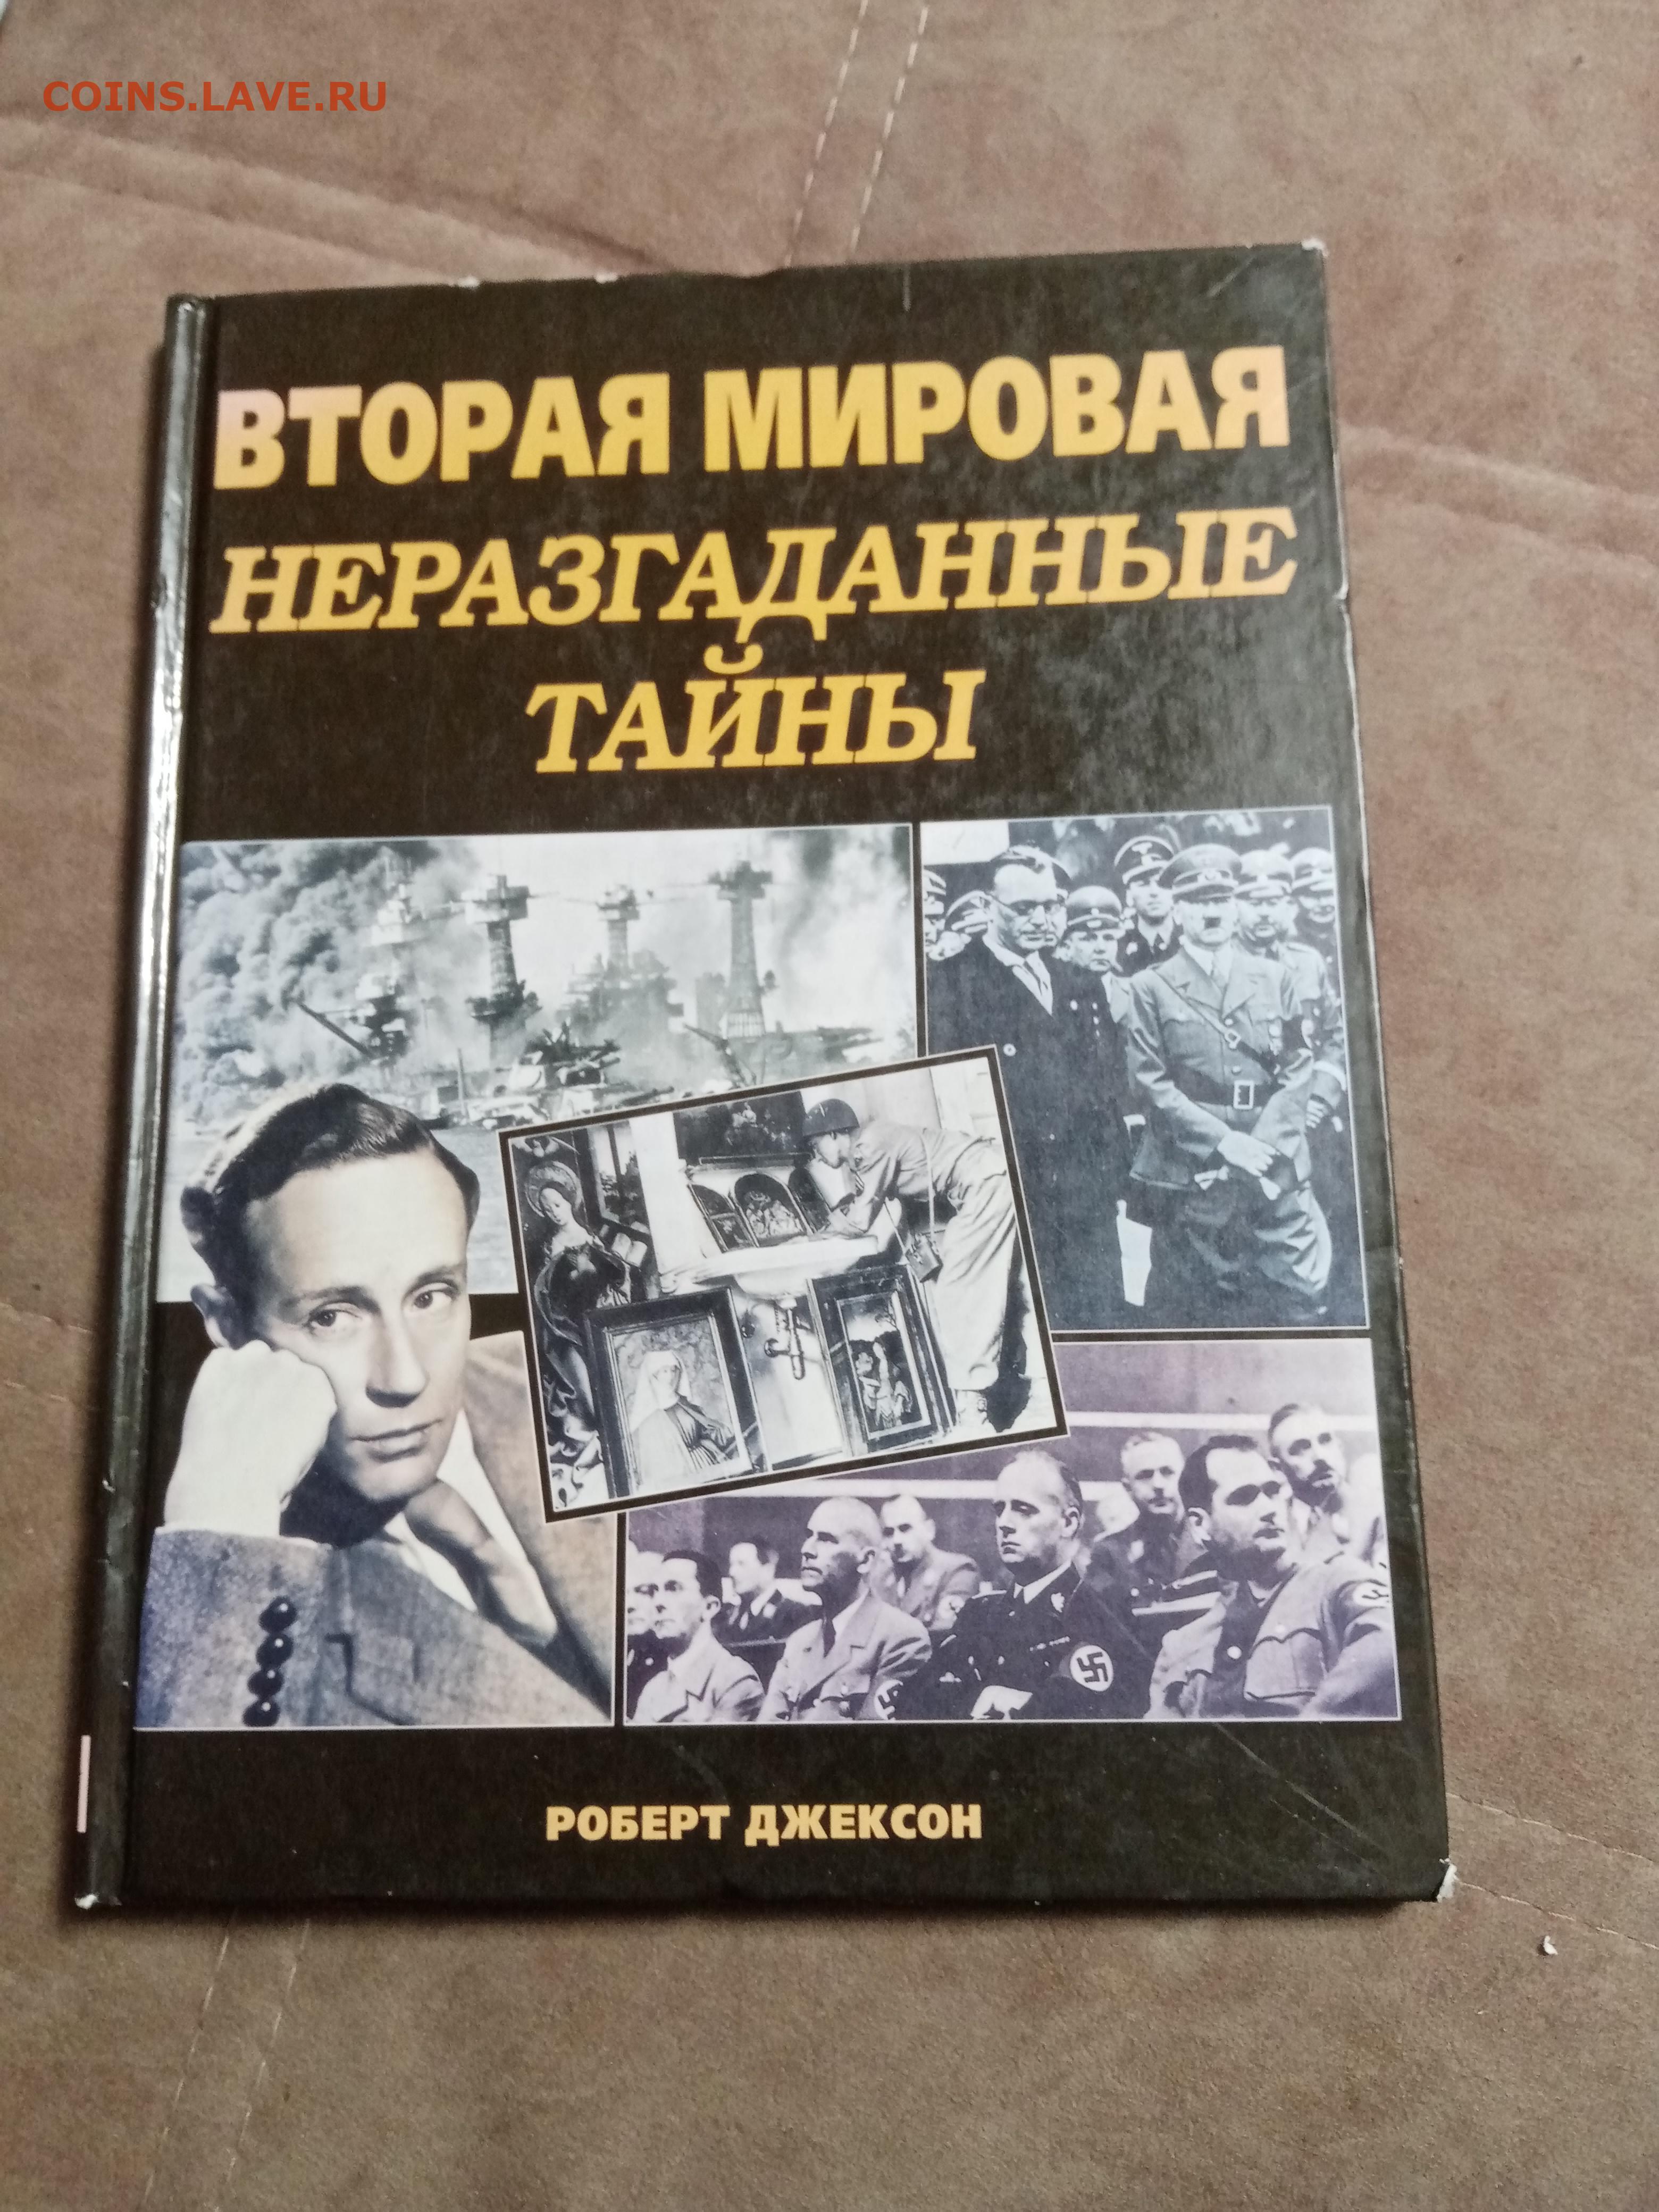 COINS.LAVE.RU
ВТОРАЯ МИРОВАЯ
НЕРАЗГАДАННЫЕ
ТАЙНЫ
РОБЕРТ ДЖЕКСОН